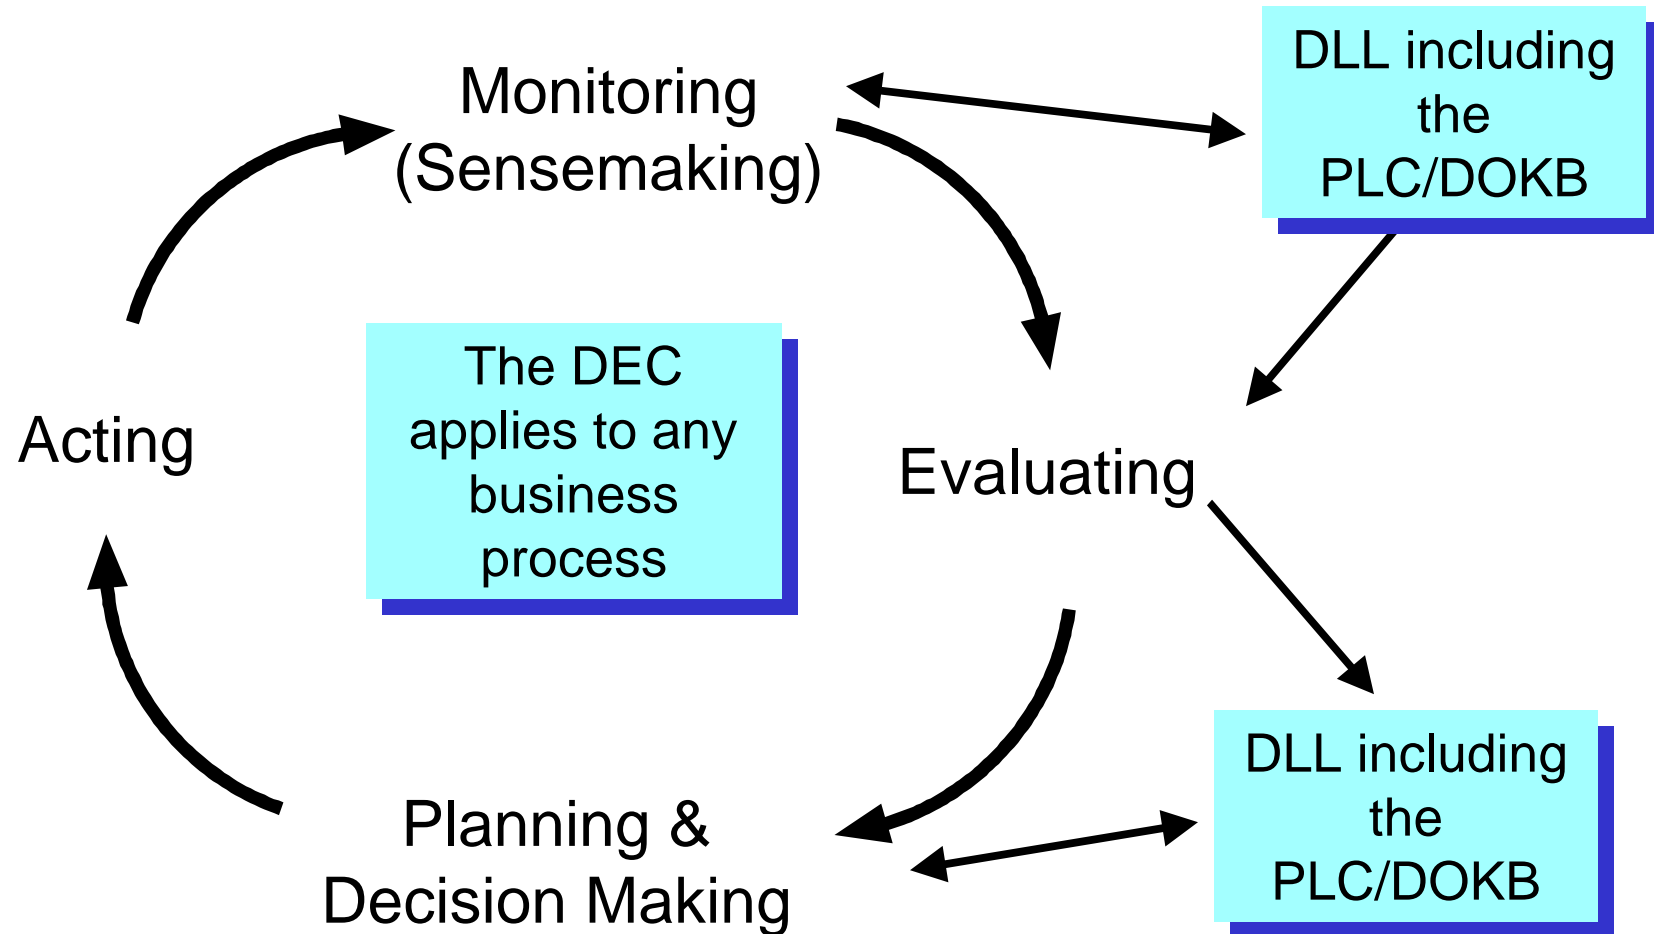 Monitoring
(Sensemaking)
DLL including
the
PLC/DOKB
The DEC
applies to any
business
process
Acting
Evaluating
Planning &
Decision Making
DLL including
the
PLC/DOKB